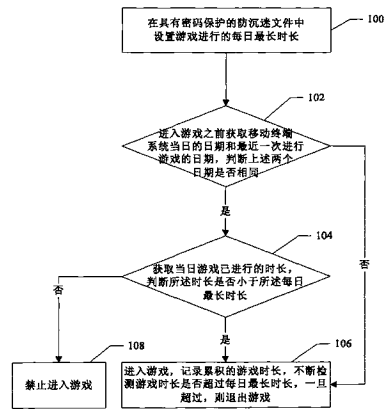 在具有密码保护的防沉迷文件中
设置游戏进行的每日最长时长
100
102
进入游戏之前获取移动终端
系统当日的日期和最近一次进行
游戏的日期，判断上述两个
日期是否相同
是
否
104
获取当日游戏已进行的时长，
判断所述时长是否小于所述每日
最长时长
否
是
108
禁止进入游戏
106
进入游戏，记录累积的游戏时长，不断检
测游戏时长是否超过每日最长时长，一旦
超过，则退出游戏